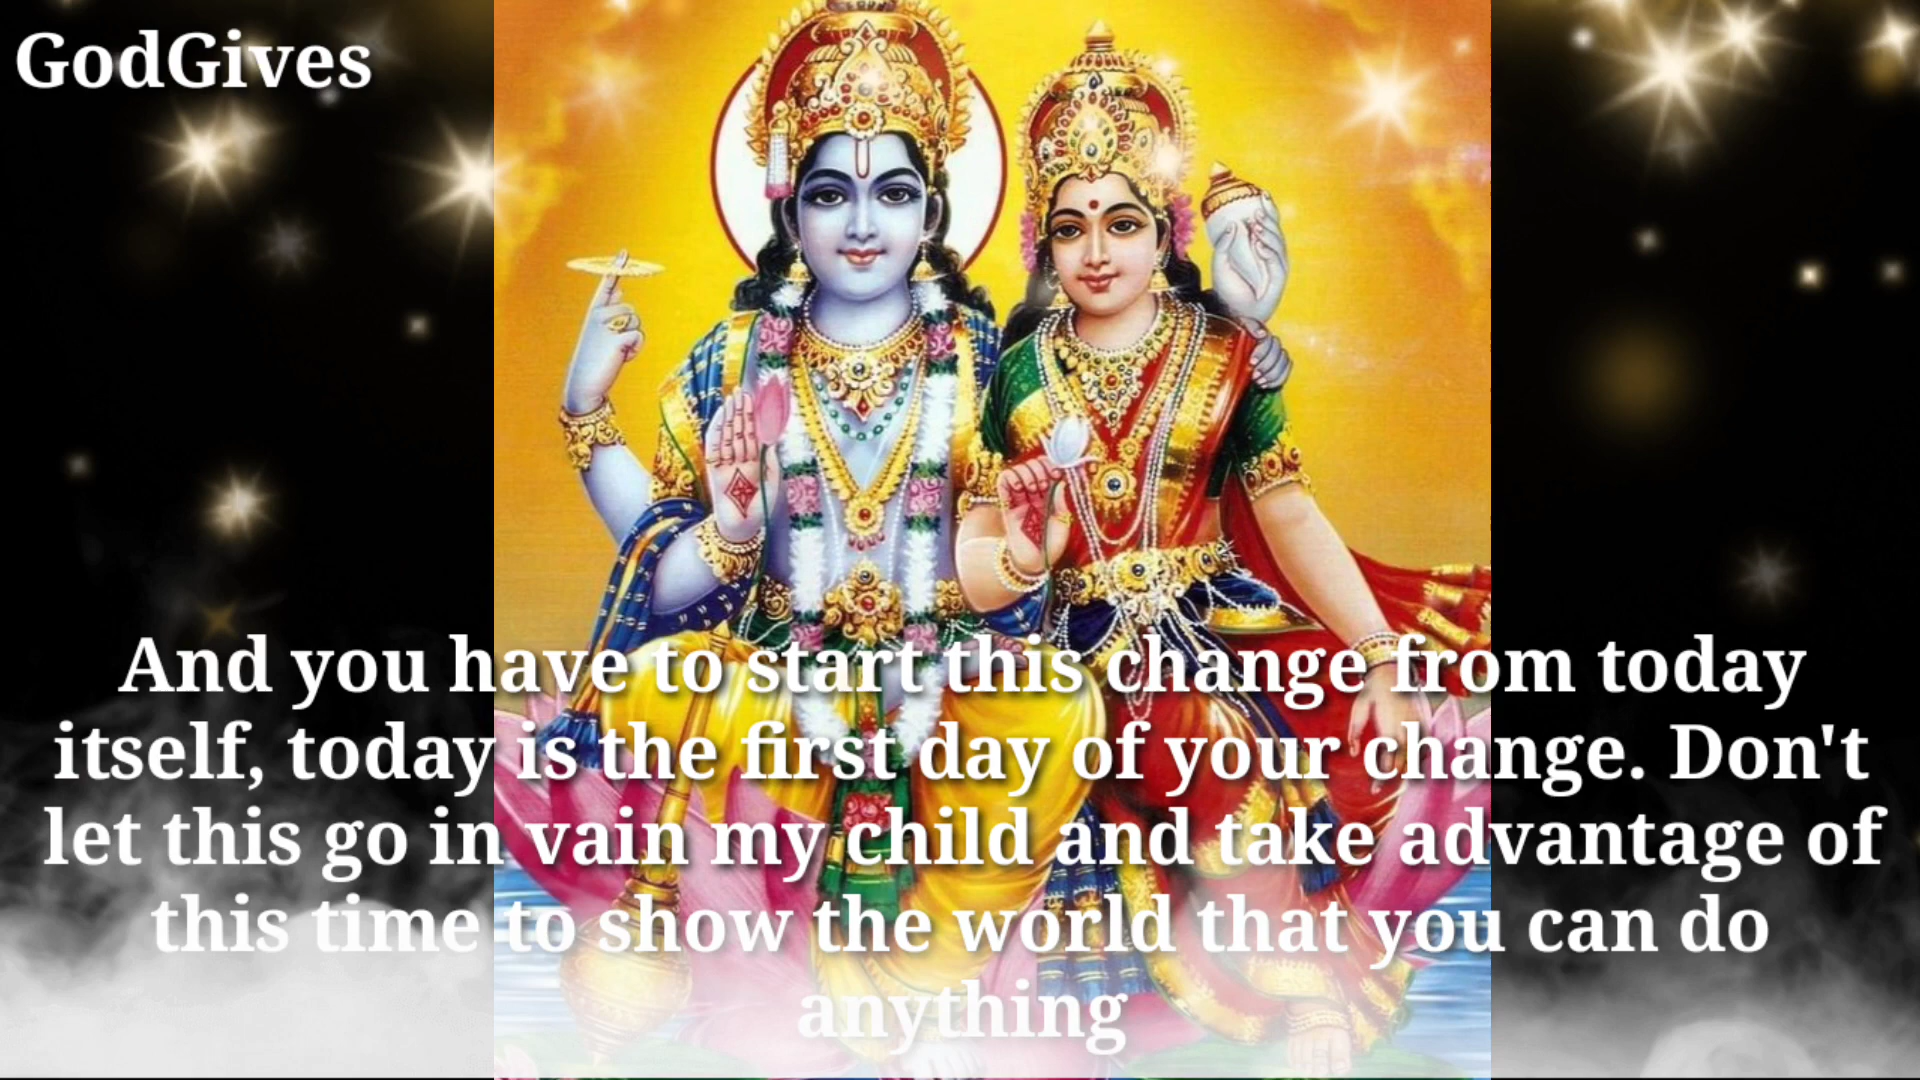 GodGives
And you have to start this change from today
itself, today is the first day of your change. Don't
let this go in vain my child and take advantage of
this time to show the world that you can do
anything